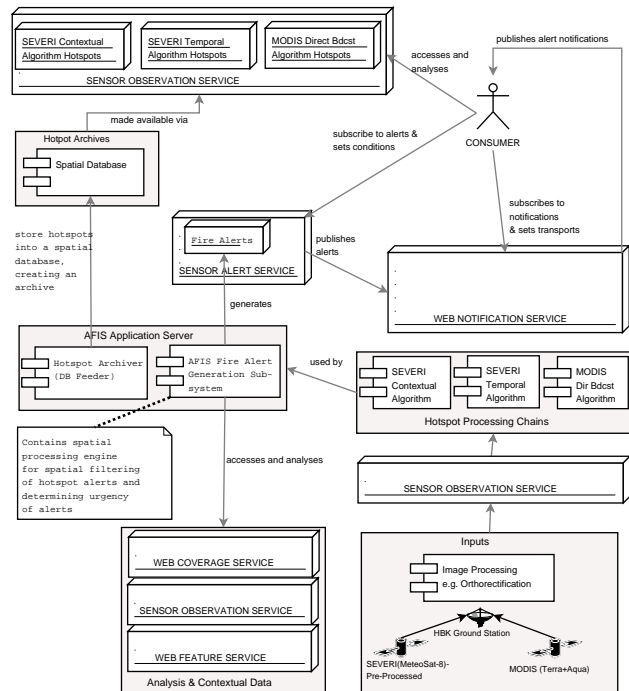 SEVERI Contextual
Algorithm Hotspots
SEVERI Temporal
Algorithm Hotspots
MODIS Direct Bdcst
Algorithm Hotspots
SENSOR OBSERVATION SERVICE
publishes alert notifications
accesses and
analyses
made available via
CONSUMER
Hotpot Archives
Spatial Database
subscribe to alerts &
sets conditions
subscribes to
notifications
& sets transports
store hotspots
into a spatial
database,
creating an
archive
Fire Alerts
SENSOR ALERT SERVICE
publishes
alerts
WEB NOTIFICATION SERVICE
generates
AFIS Application Server
Hotspot Archiver
(DB Feeder)
AFIS Fire Alert
Generation Sub-
system
used by
SEVERI
Contextual
Algorithm
SEVERI
Temporal
Algorithm
MODIS
Dir Bdcst
Algorithm
Hotspot Processing Chains
Contains spatial
processing engine
for spatial filtering
of hotspot alerts and
determining urgency
of alerts
accesses and analyses
SENSOR OBSERVATION SERVICE
WEB COVERAGE SERVICE
SENSOR OBSERVATION SERVICE
WEB FEATURE SERVICE
Analysis & Contextual Data
Inputs
Image Processing
e.g. Orthorectification
HBK Ground Station
SEVERI(MeteoSat-8)-
Pre-Processed
MODIS (Terra+Aqua)